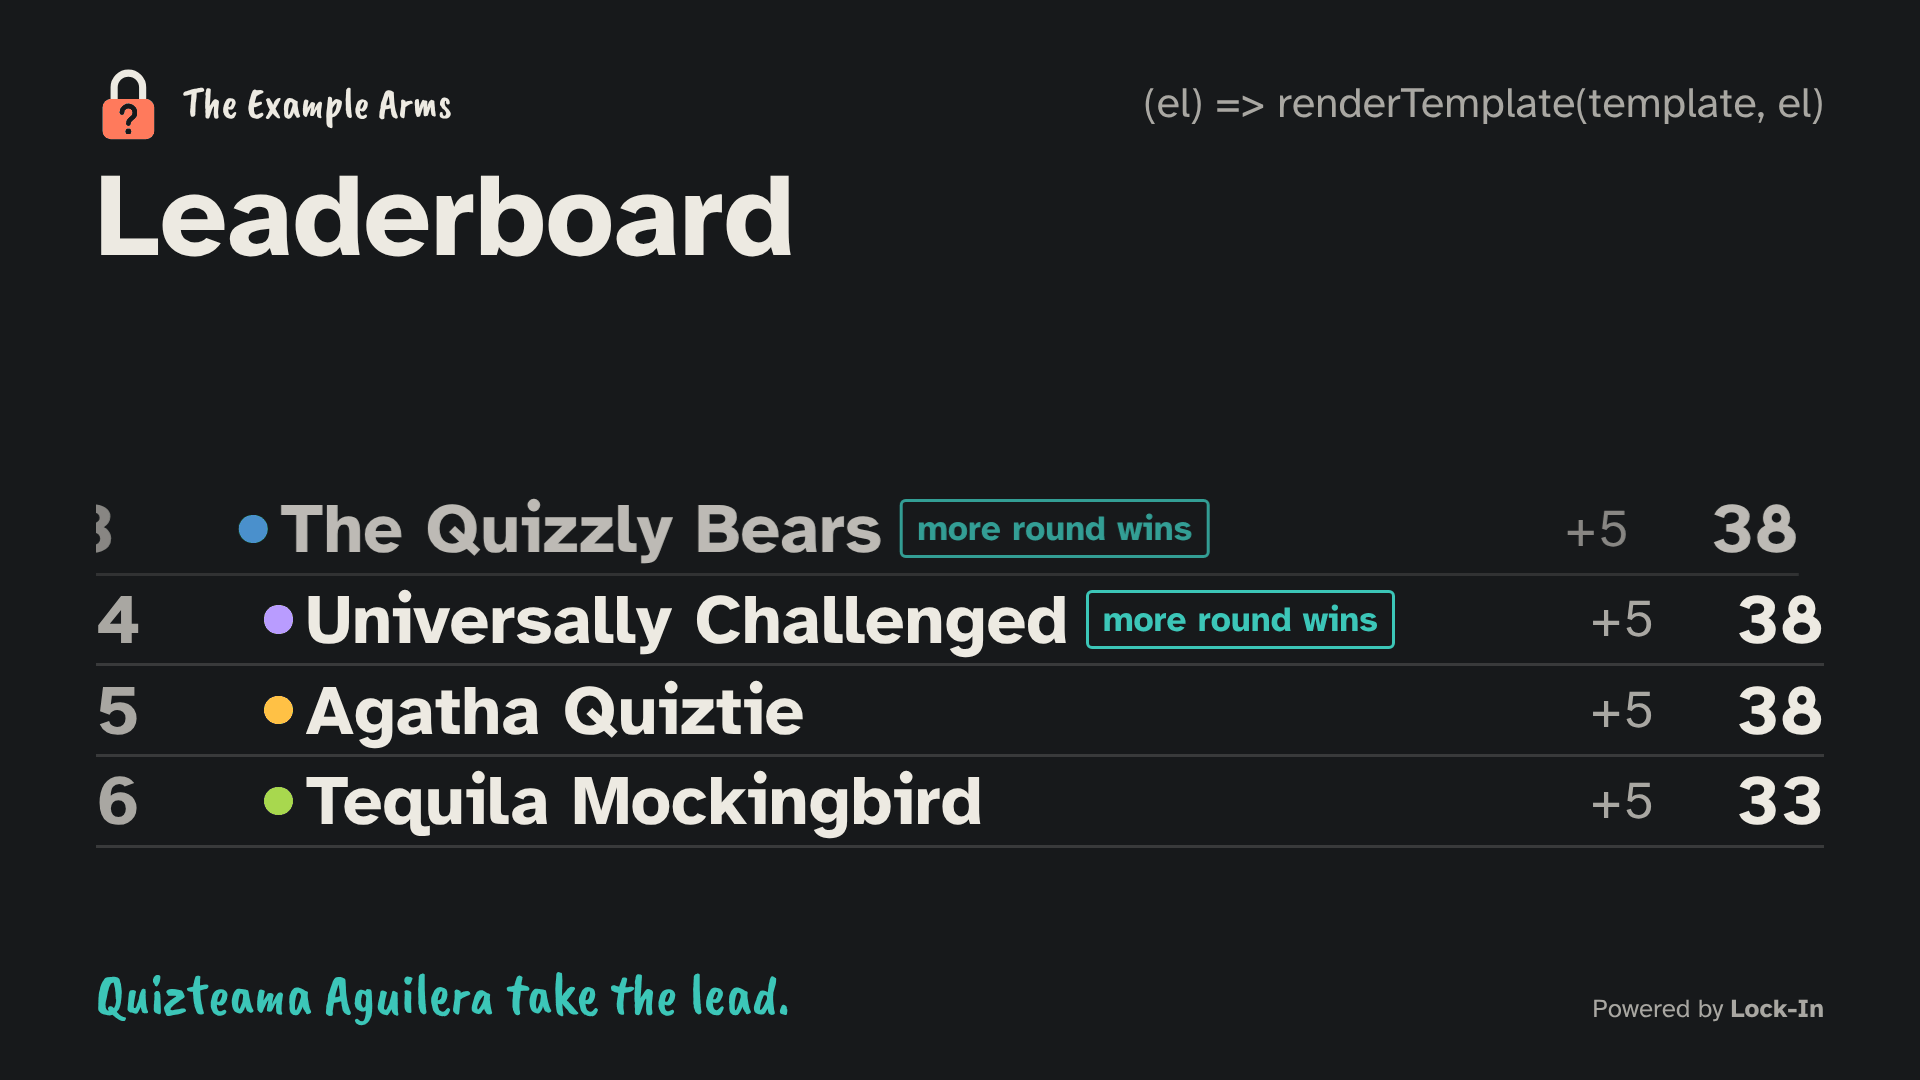 ?
The Example Arms
(el) => renderTemplate(template, el)
Leaderboard
3 The Quizzly Bears more round wins +5 38
4 Universally Challenged more round wins +5 38
5 Agatha Quiztie +5 38
6 Tequila Mockingbird +5 33
Quizteama Aguilera take the lead.
Powered by Lock-In